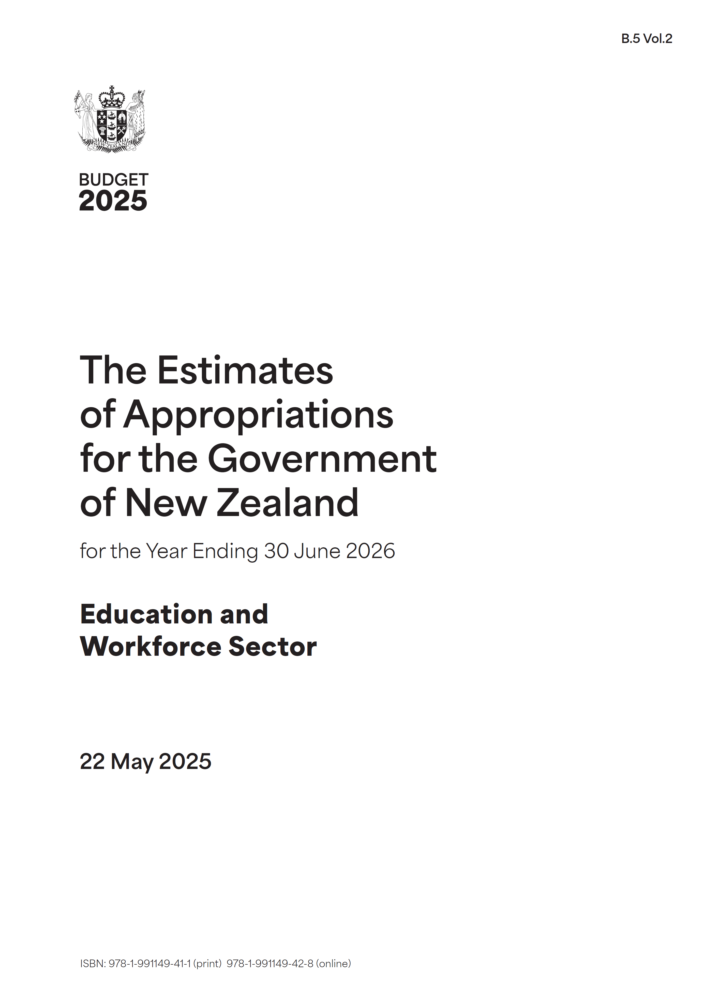 B.5 Vol.2
NEW ZEALAND
BUDGET
2025
The Estimates
of Appropriations
for the Government
of New Zealand
for the Year Ending 30 June 2026
Education and
Workforce Sector
22 May 2025
ISBN: 978-1-991149-41-1 (print)  978-1-991149-42-8 (online)